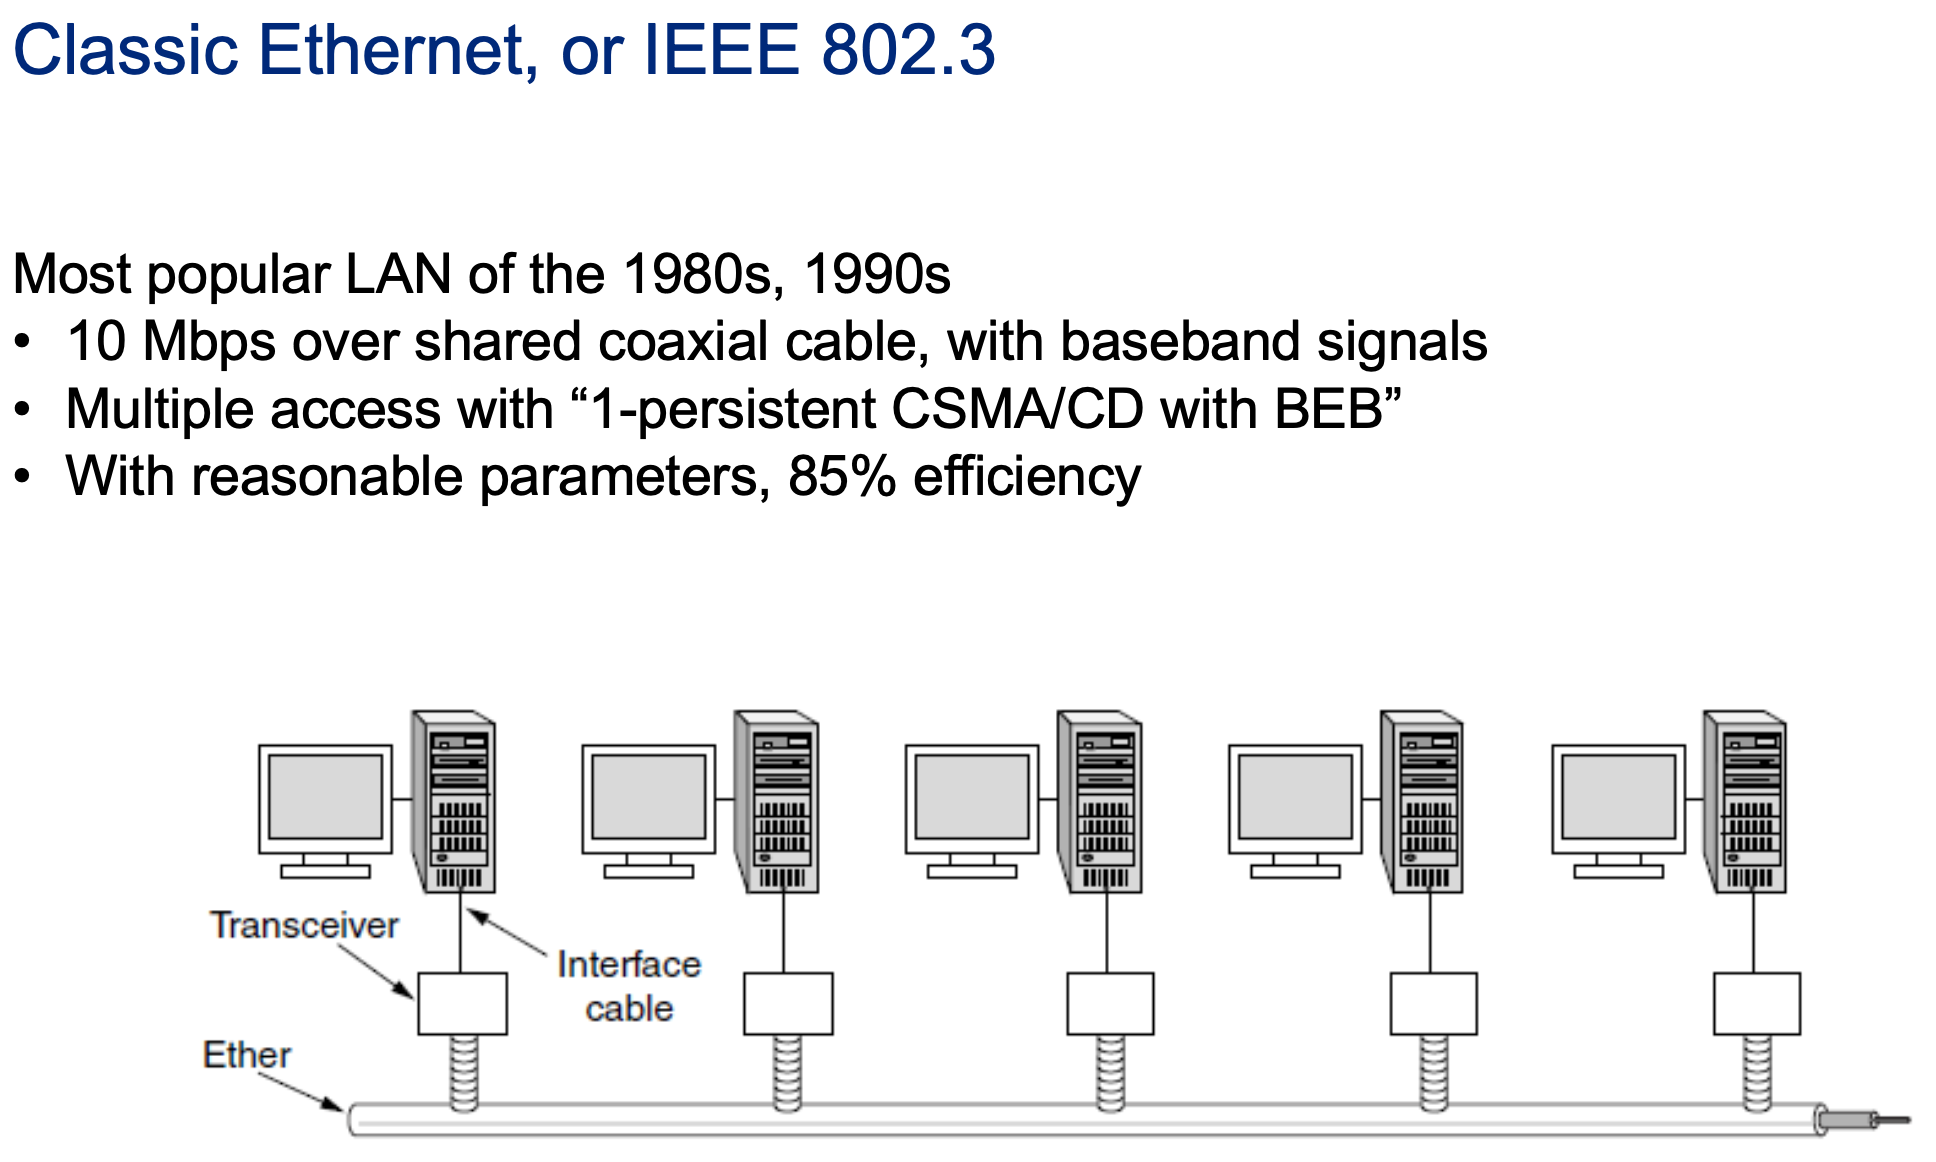 Classic Ethernet, or IEEE 802.3
Most popular LAN of the 1980s, 1990s
• 10 Mbps over shared coaxial cable, with baseband signals
• Multiple access with “1-persistent CSMA/CD with BEB”
• With reasonable parameters, 85% efficiency
Transceiver
Interface
cable
Ether